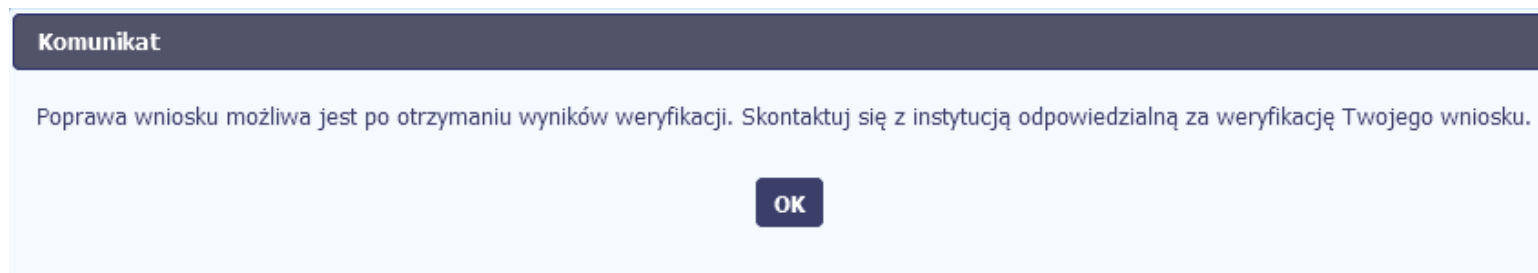 Komunikat
Poprawa wniosku możliwa jest po otrzymaniu wyników weryfikacji. Skontaktuj się z instytucją odpowiedzialną za weryfikację Twojego wniosku.
OK